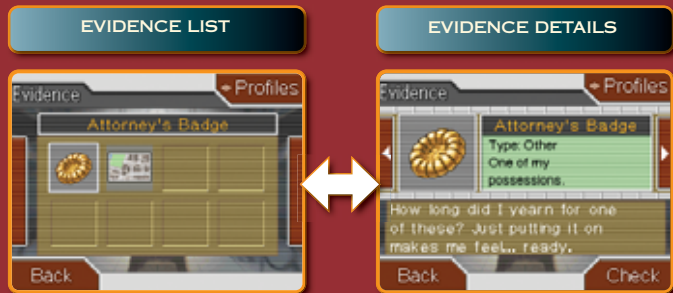 EVIDENCE LIST
EVIDENCE DETAILS
Evidence
Profiles
Attorney's Badge
Back
Evidence
Profiles
Attorney's Badge
Type: Other
One of my
possessions.
How long did I yearn for one
of these? Just putting it on
makes me feel... ready.
Back
Check